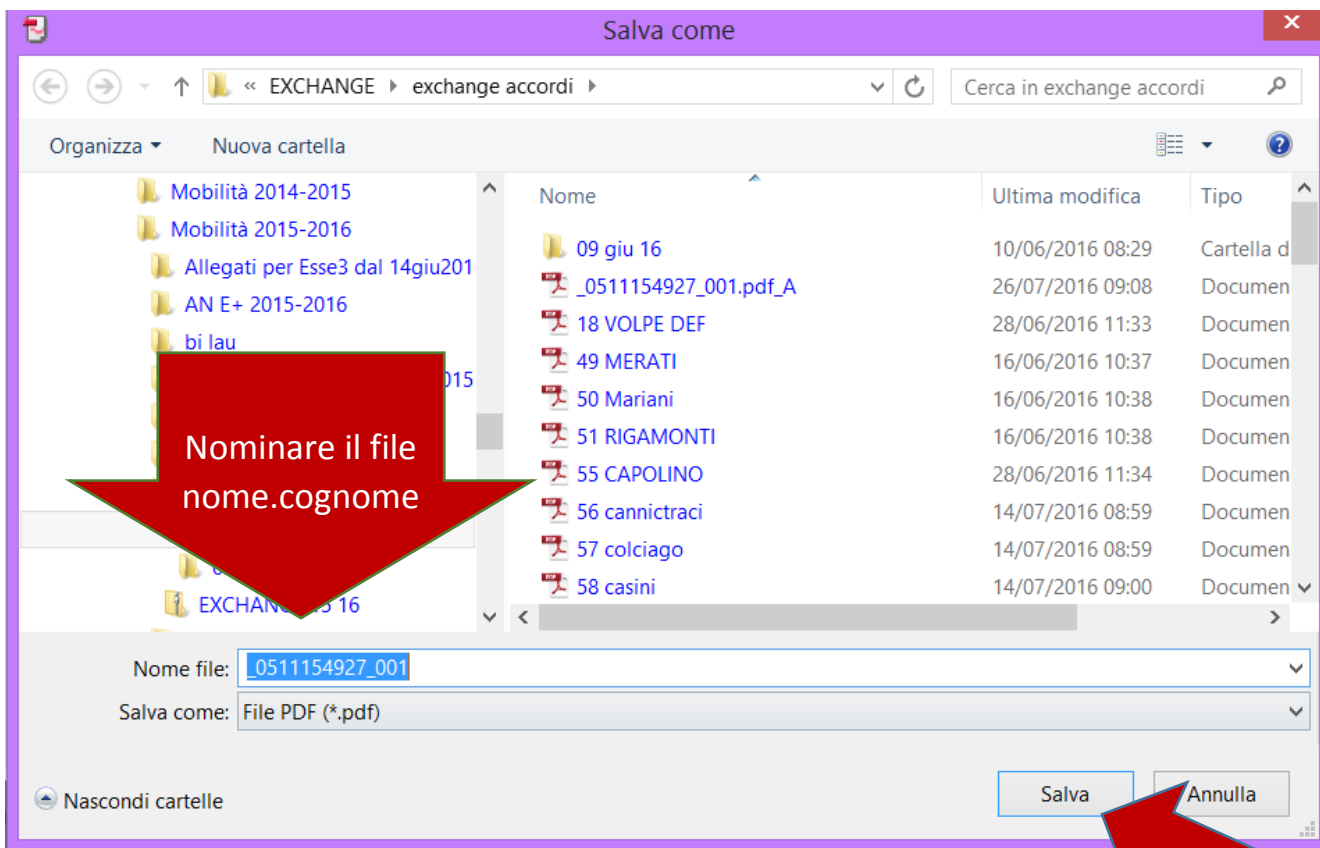 Salva come
« EXCHANGE exchange accordi
Cerca in exchange accordi
Organizza
Nuova cartella
Mobilità 2014-2015
Mobilità 2015-2016
Allegati per Esse3 dal 14giu201
AN E+ 2015-2016
bi lau
015
EXCHAN 15 16
Nominare il file
nome.cognome
Nome Ultima modifica Tipo
09 giu 16 10/06/2016 08:29 Cartella d
_0511154927_001.pdf_A 26/07/2016 09:08 Documen
18 VOLPE DEF 28/06/2016 11:33 Documen
49 MERATI 16/06/2016 10:37 Documen
50 Mariani 16/06/2016 10:38 Documen
51 RIGAMONTI 16/06/2016 10:38 Documen
55 CAPOLINO 28/06/2016 11:34 Documen
56 cannictraci 14/07/2016 08:59 Documen
57 colciago 14/07/2016 08:59 Documen
58 casini 14/07/2016 09:00 Documen
Nome file: _0511154927_001
Salva come: File PDF (*.pdf)
Nascondi cartelle
Salva
Annulla